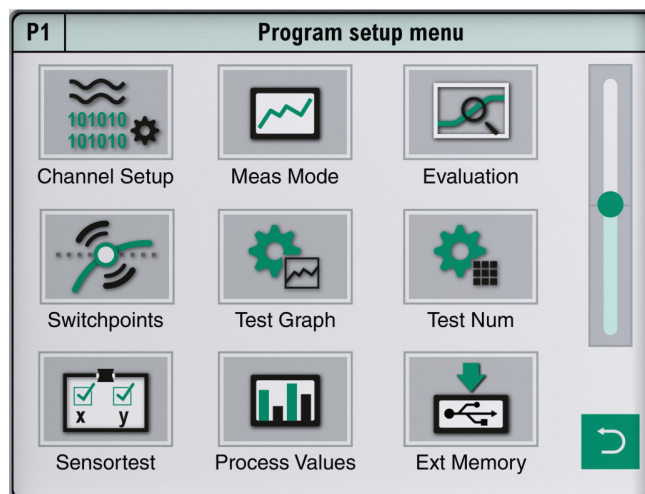 P1
Program setup menu
101010
101010
Channel Setup
Meas Mode
Evaluation
Switchpoints
Test Graph
Test Num
x y
Sensortest
Process Values
Ext Memory